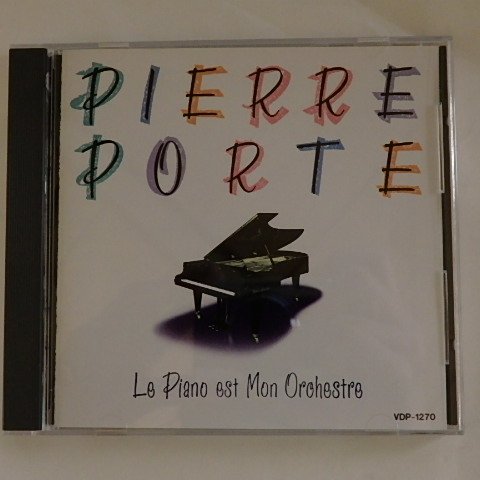 PIERRE
PORTE
Le Piano est Mon Orchestre
VDP-1270